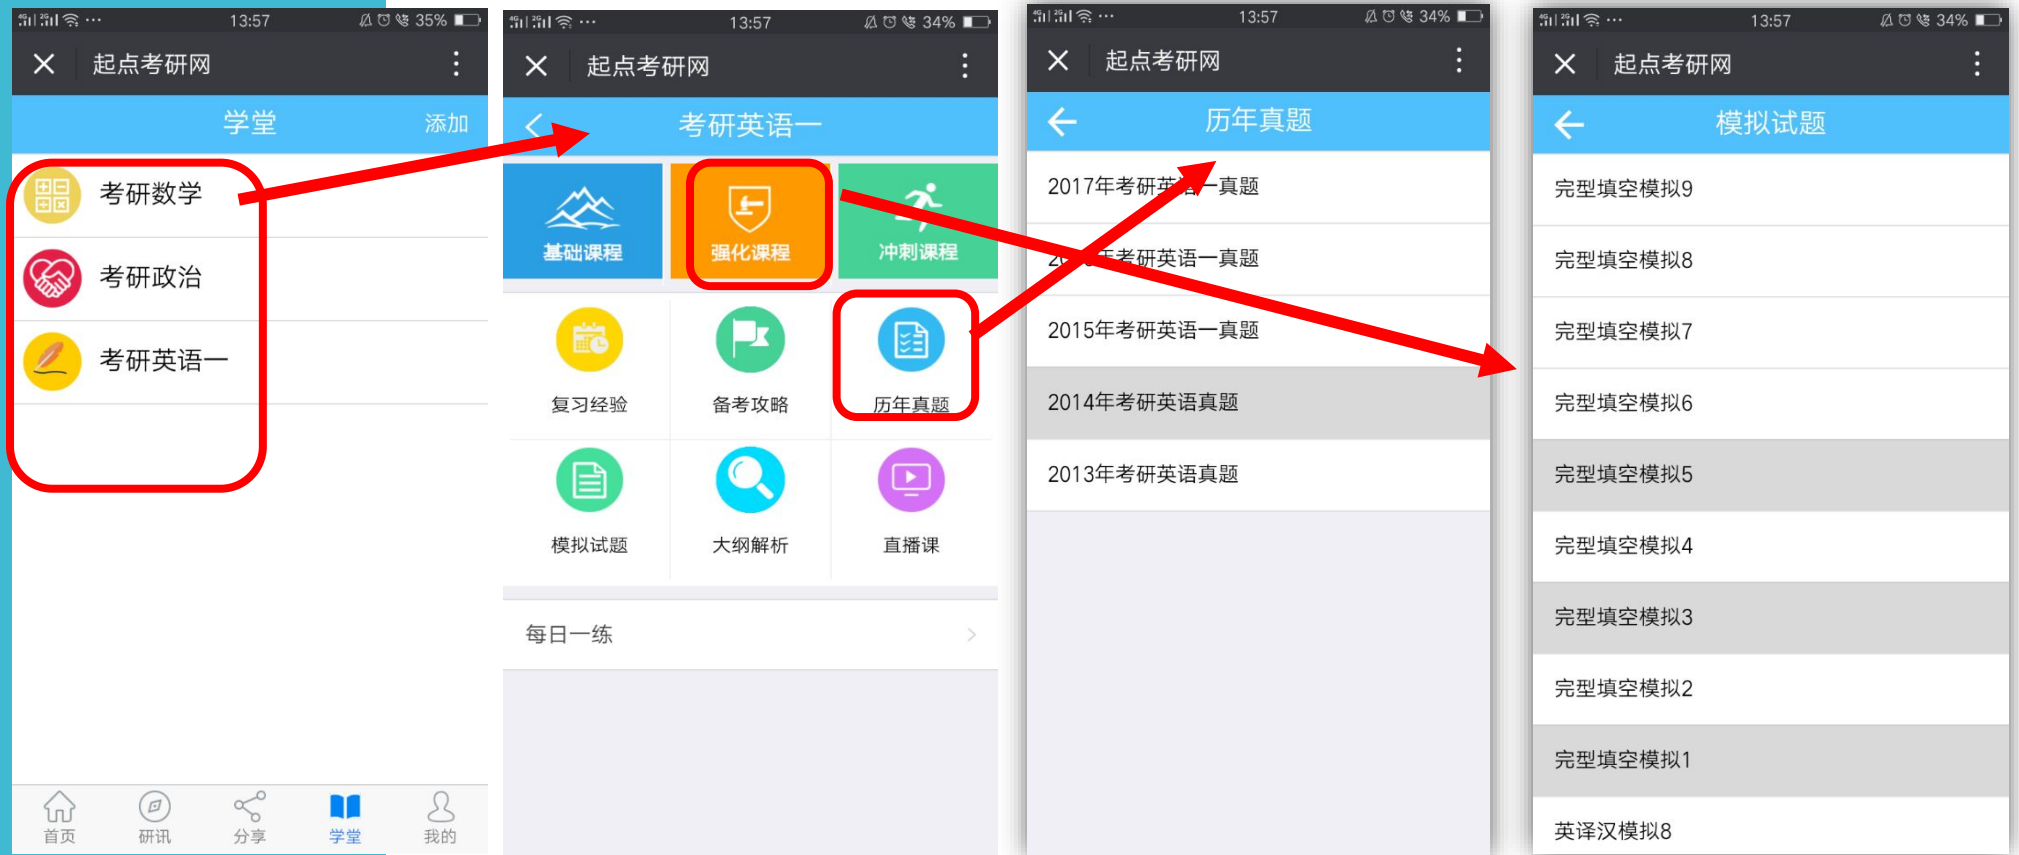 13:57
35%
起点考研网
学堂
添加
考研数学
考研政治
考研英语一
首页
研讯
分享
学堂
我的
13:57
34%
起点考研网
考研英语一
基础课程
强化课程
冲刺课程
复习经验
备考攻略
历年真题
模拟试题
大纲解析
直播课
每日一练
13:57
34%
起点考研网
历年真题
2017年考研英语一真题
年考研英语一真题
2015年考研英语一真题
2014年考研英语真题
2013年考研英语真题
13:57
34%
起点考研网
模拟试题
完型填空模拟9
完型填空模拟8
完型填空模拟7
完型填空模拟6
完型填空模拟5
完型填空模拟4
完型填空模拟3
完型填空模拟2
完型填空模拟1
英译汉模拟8